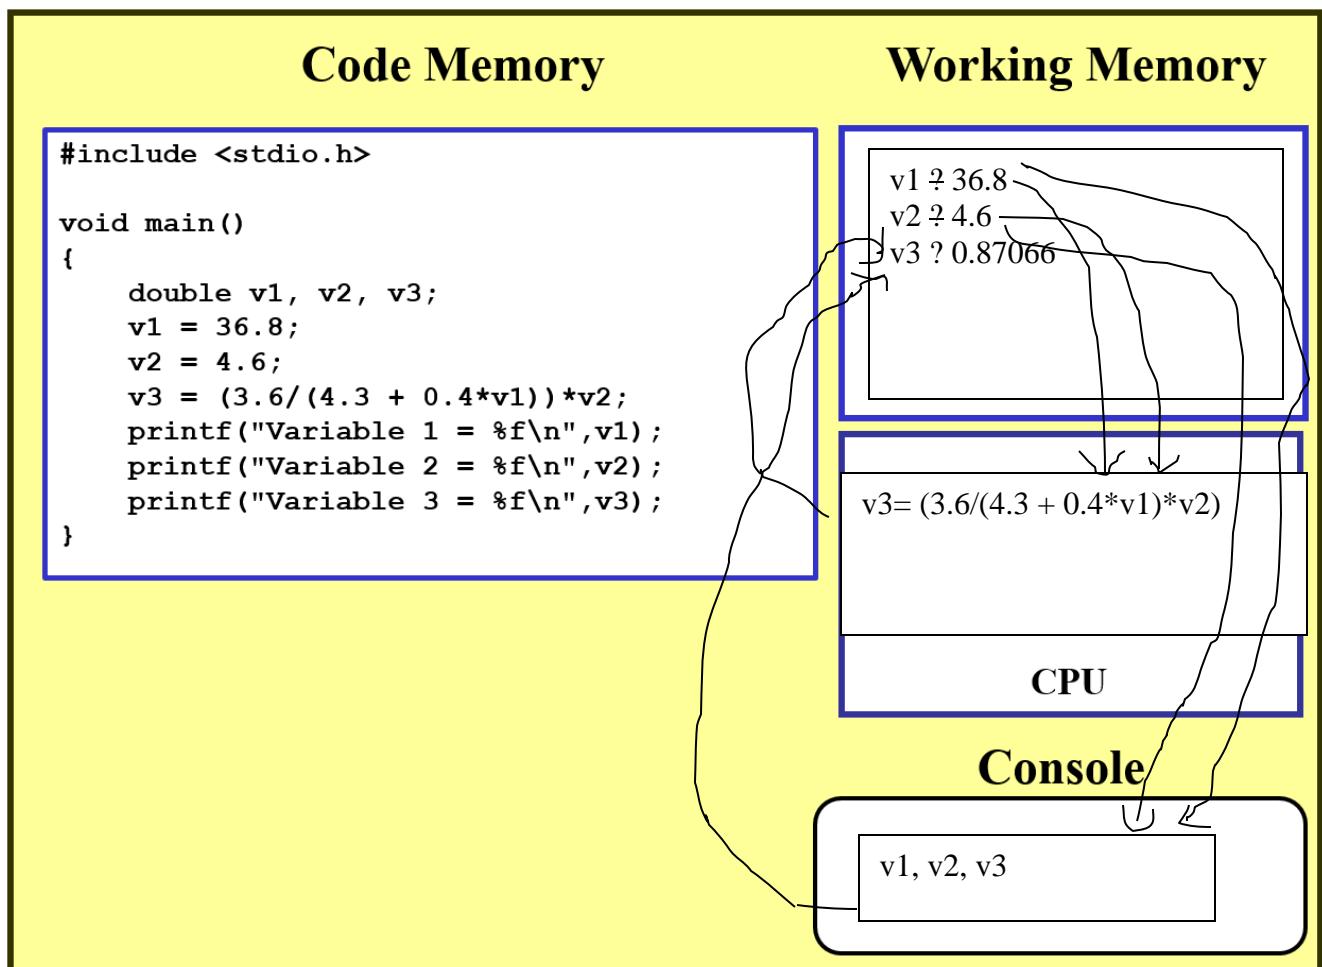 Code Memory
#include <stdio.h>
void main()
{
double v1, v2, v3;
v1 = 36.8;
v2 = 4.6;
v3 = (3.6/(4.3 + 0.4*v1))*v2;
printf("Variable 1 = %f\n",v1);
printf("Variable 2 = %f\n",v2);
printf("Variable 3 = %f\n",v3);
}
Working Memory
v1 ? 36.8
v2 ? 4.6
v3 ? 0.87066
v3= (3.6/(4.3 + 0.4*v1)*v2)
CPU
Console
v1, v2, v3